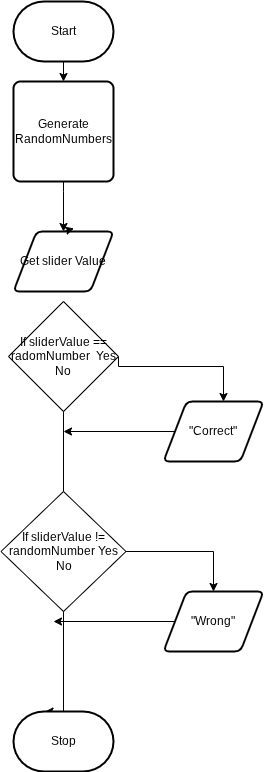 Start
Generate
RandomNumbers
Get slider Value
If sliderValue ==
radomNumber Yes
No
"Correct"
If sliderValue !=
randomNumber Yes
No
"Wrong"
Stop